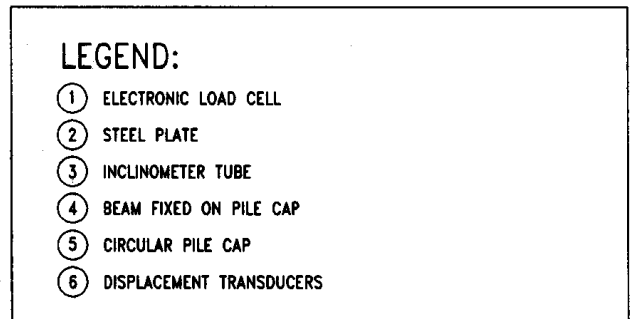 LEGEND:
1 ELECTRONIC LOAD CELL
2 STEEL PLATE
3 INCLINOMETER TUBE
4 BEAM FIXED ON PILE CAP
5 CIRCULAR PILE CAP
6 DISPLACEMENT TRANSDUCERS